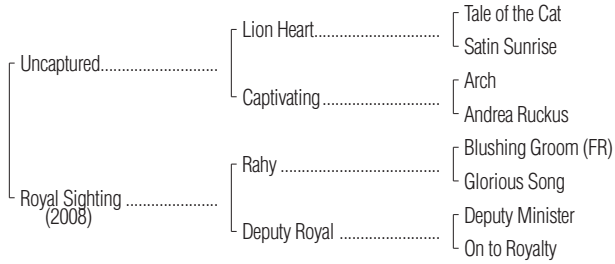 Tale of the Cat
Lion Heart
Satin Sunrise
Uncaptured
Arch
Captivating
Andrea Ruckus
Blushing Groom (FR)
Rahy
Glorious Song
Royal Sighting
(2008)
Deputy Minister
Deputy Royal
On to Royalty